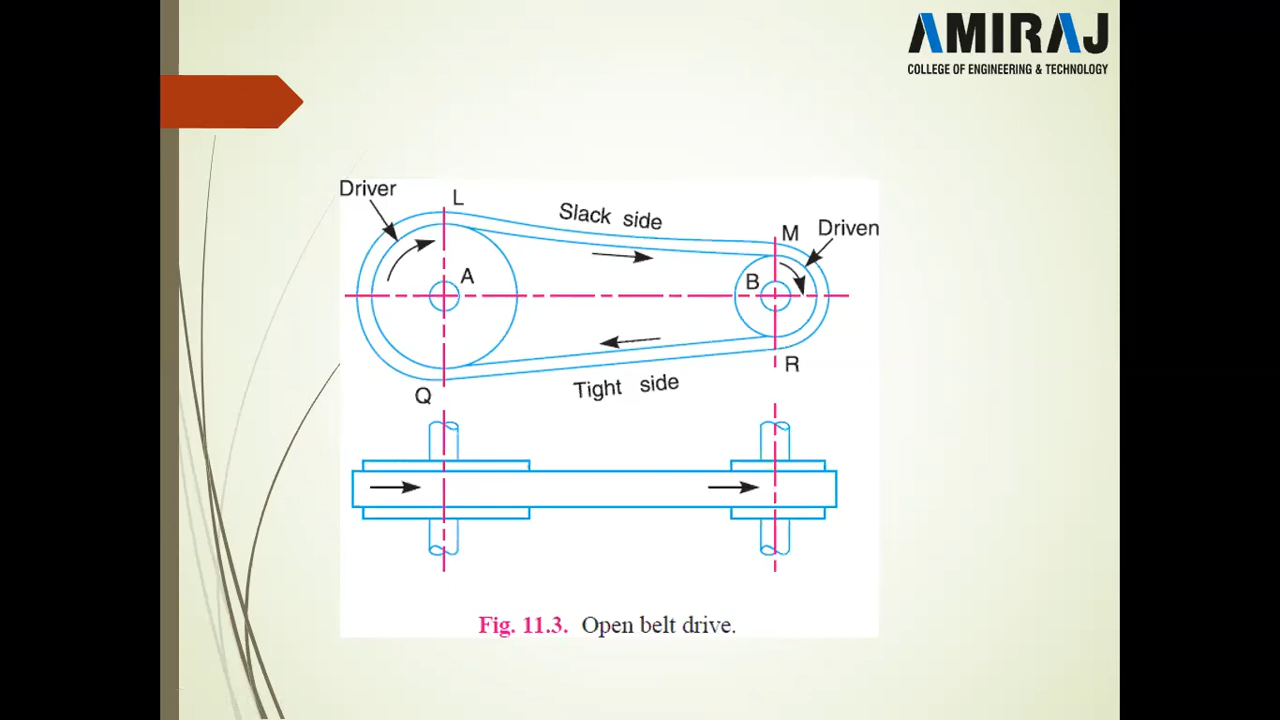 AMIRAJ
COLLEGE OF ENGINEERING & TECHNOLOGY
Driver
L
Slack side
M
Driven
A
B
R
Tight side
Q
Fig. 11.3. Open belt drive.